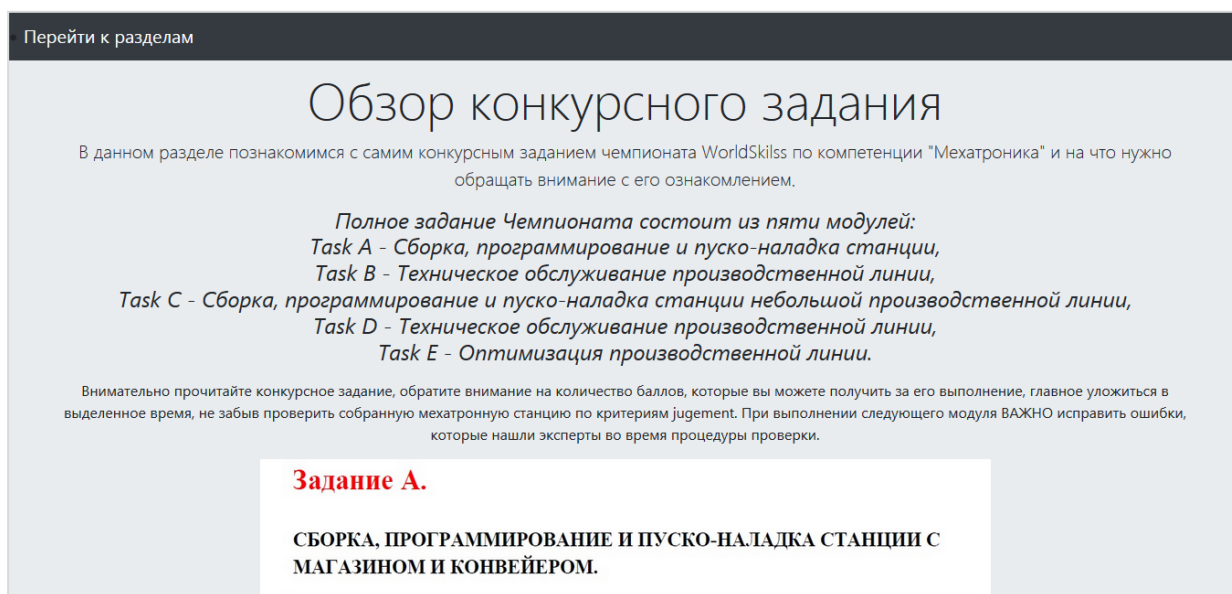 Перейти к разделам
Обзор конкурсного задания
В данном разделе познакомимся с самим конкурсным заданием чемпионата WorldSkilss по компетенции "Мехатроника" и на что нужно
обращать внимание с его ознакомлением.
Полное задание Чемпионата состоит из пяти модулей:
Task A - Сборка, программирование и пуско-наладка станции,
Task B - Техническое обслуживание производственной линии,
Task C - Сборка, программирование и пуско-наладка станции небольшой производственной линии,
Task D - Техническое обслуживание производственной линии,
Task E - Оптимизация производственной линии.
Внимательно прочитайте конкурсное задание, обратите внимание на количество баллов, которые вы можете получить за его выполнение, главное уложиться в
выделенное время, не забыв проверить собранную мехатронную станцию по критериям jugement. При выполнении следующего модуля ВАЖНО исправить ошибки,
которые нашли эксперты во время процедуры проверки.
Задание А.
СБОРКА, ПРОГРАММИРОВАНИЕ И ПУСКО-НАЛАДКА СТАНЦИИ С
МАГАЗИНОМ И КОНВЕЙЕРОМ.